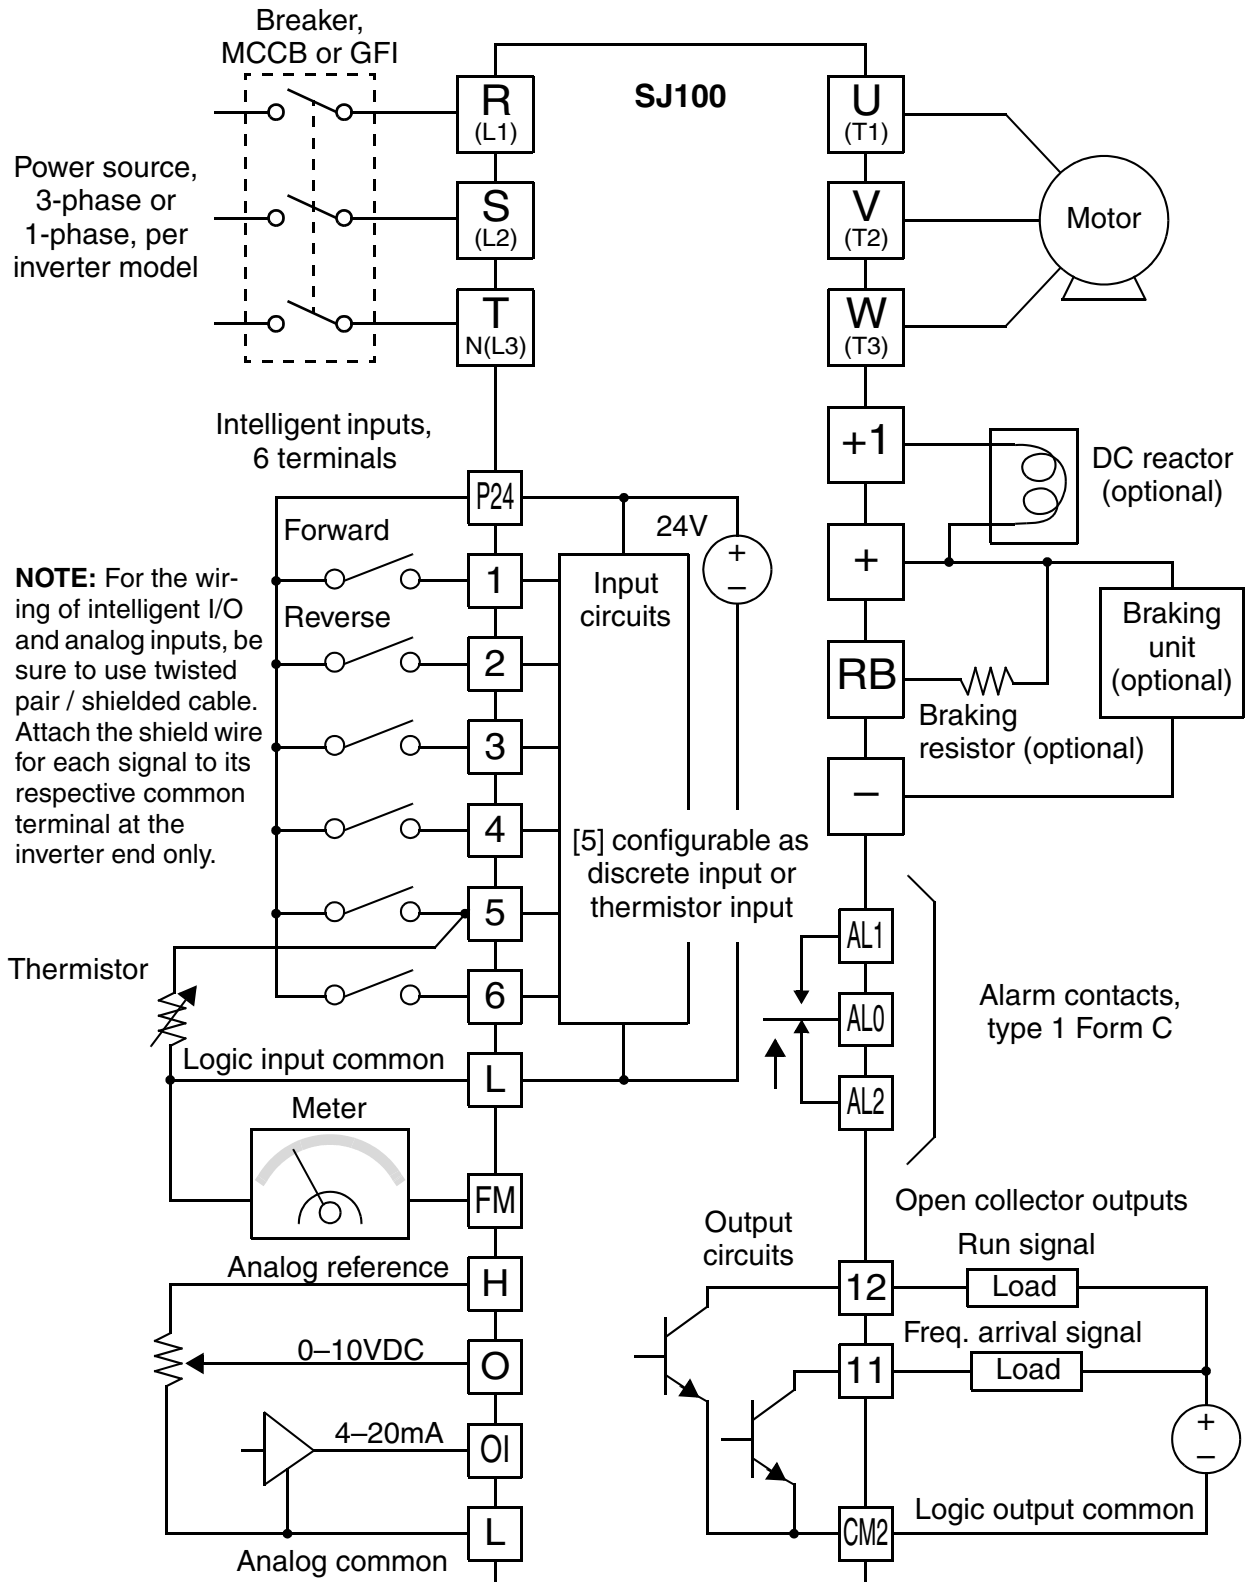 Breaker,
MCCB or GFI
SJ100
R
(L1)
U
(T1)
Power source,
3-phase or
1-phase, per
inverter model
S
(L2)
V
(T2)
Motor
T
N(L3)
W
(T3)
Intelligent inputs,
6 terminals
+1
DC reactor
(optional)
P24
24V
+
–
Forward
+
NOTE: For the wir-
ing of intelligent I/O
and analog inputs, be
sure to use twisted
pair / shielded cable.
Attach the shield wire
for each signal to its
respective common
terminal at the
inverter end only.
1
Input
circuits
Reverse
2
Braking
unit
(optional)
RB
Braking
resistor (optional)
3
–
4
[5] configurable as
discrete input or
thermistor input
5
AL1
Thermistor
6
AL0
Alarm contacts,
type 1 Form C
Logic input common
L
AL2
Meter
FM
Open collector outputs
Output
circuits
Run signal
Analog reference
H
12
Load
Freq. arrival signal
0–10VDC
O
11
Load
4–20mA
OI
+
–
L
CM2
Logic output common
Analog common